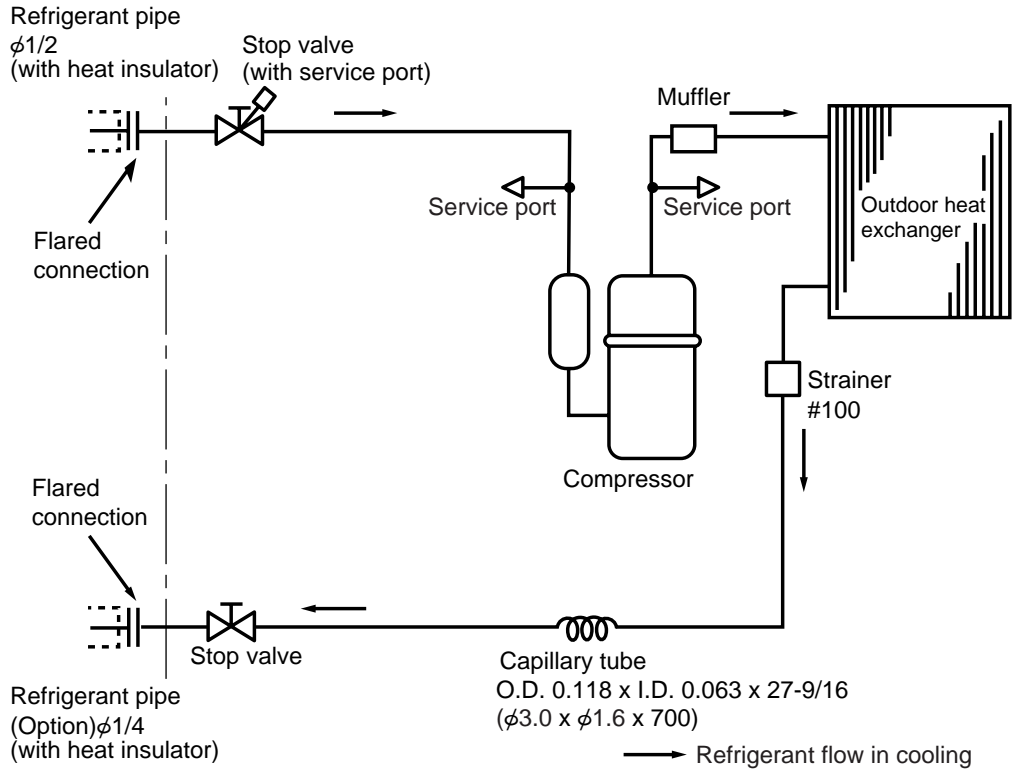 Refrigerant pipe
ϕ1/2
(with heat insulator)
Stop valve
(with service port)
Muffler
Service port
Service port
Outdoor heat
exchanger
Flared
connection
Strainer
#100
Compressor
Flared
connection
Stop valve
Capillary tube
O.D. 0.118 x I.D. 0.063 x 27-9/16
(ϕ3.0 x ϕ1.6 x 700)
Refrigerant pipe
(Option)ϕ1/4
(with heat insulator)
Refrigerant flow in cooling